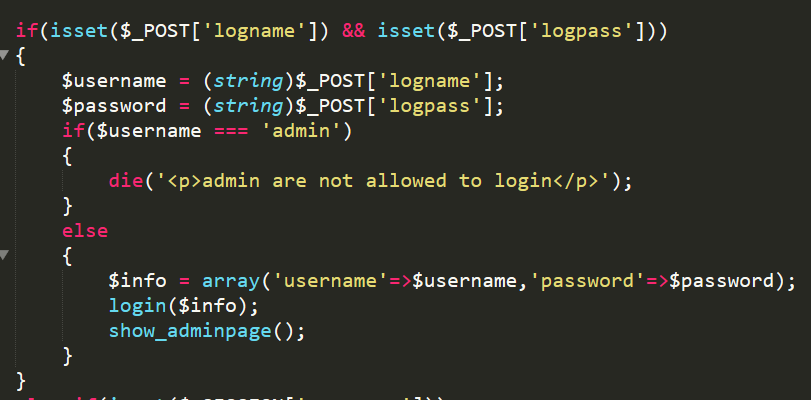 if(isset($_POST['logname']) && isset($_POST['logpass']))
{
$username = (string)$_POST['logname'];
$password = (string)$_POST['logpass'];
if($username === 'admin')
{
die('<p>admin are not allowed to login</p>');
}
else
{
$info = array('username'=>$username,'password'=>$password);
login($info);
show_adminpage();
}
}